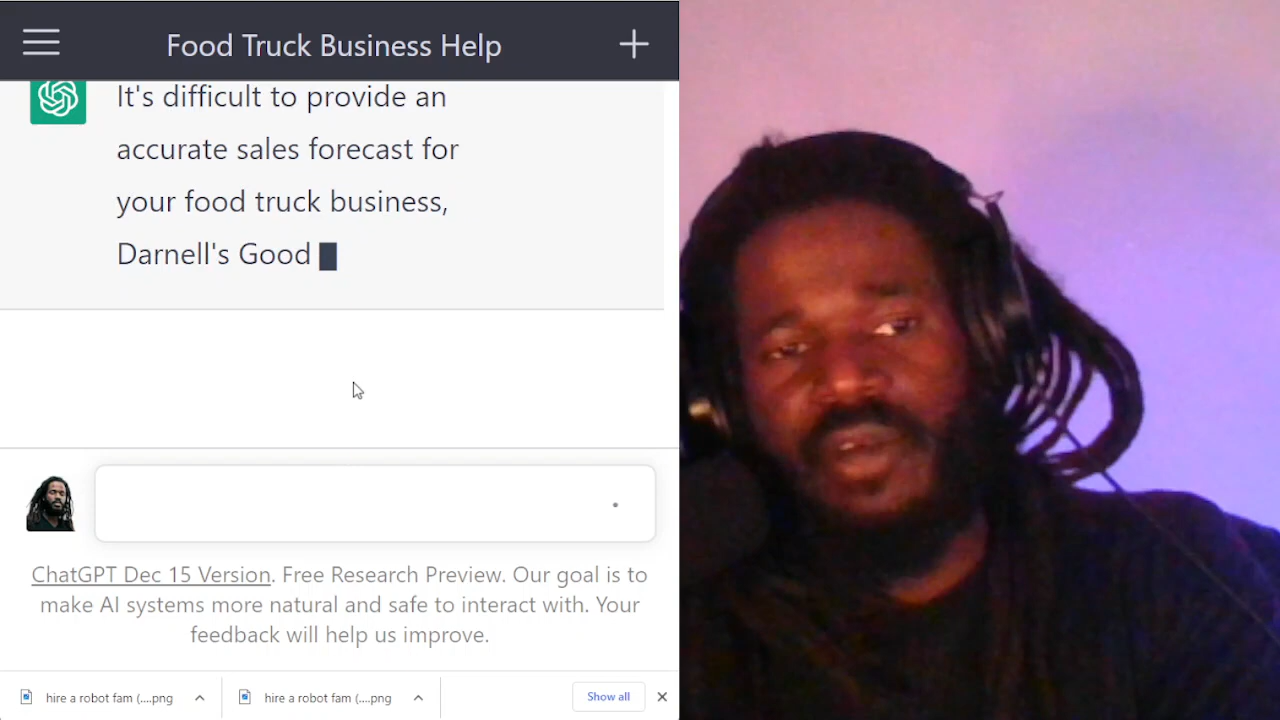 Food Truck Business Help
It's difficult to provide an
accurate sales forecast for
your food truck business,
Darnell's Good
ChatGPT Dec 15 Version. Free Research Preview. Our goal is to
make AI systems more natural and safe to interact with. Your
feedback will help us improve.
hire a robot fam (....png
hire a robot fam (....png
Show all